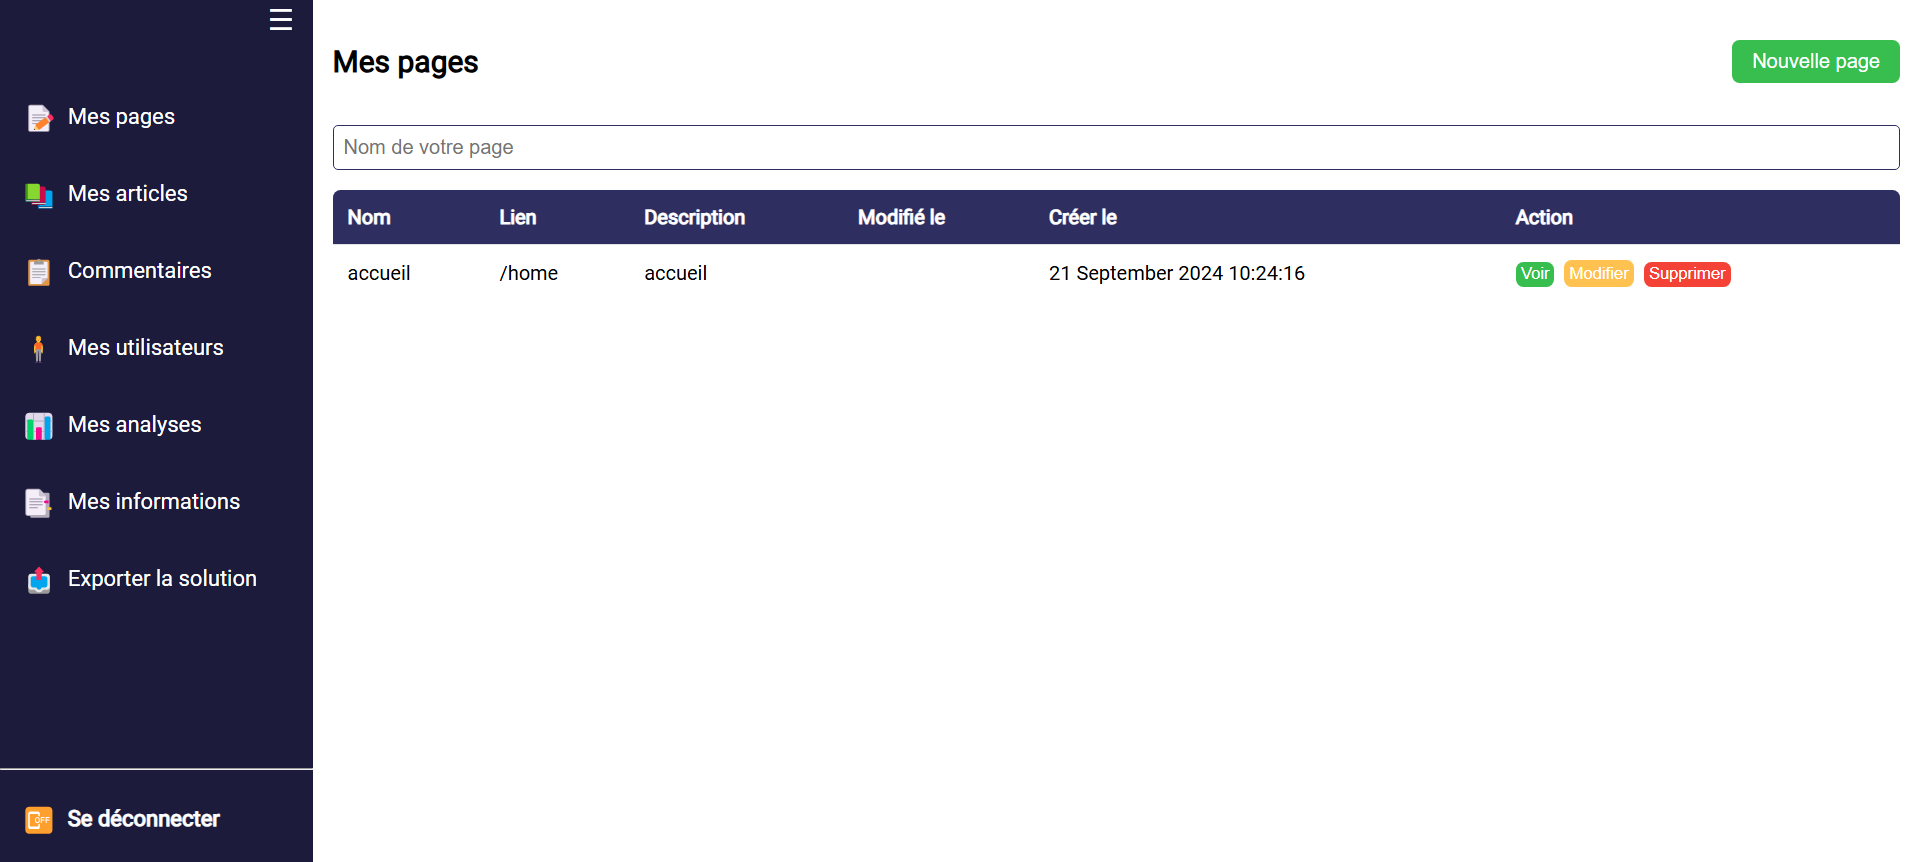 ☰
Mes pages
Mes articles
Commentaires
Mes utilisateurs
Mes analyses
Mes informations
Exporter la solution
OFF
Se déconnecter
Mes pages
Nouvelle page
Nom de votre page
Nom Lien Description Modifié le Créer le Action
accueil /home accueil 21 September 2024 10:24:16 Voir Modifier Supprimer